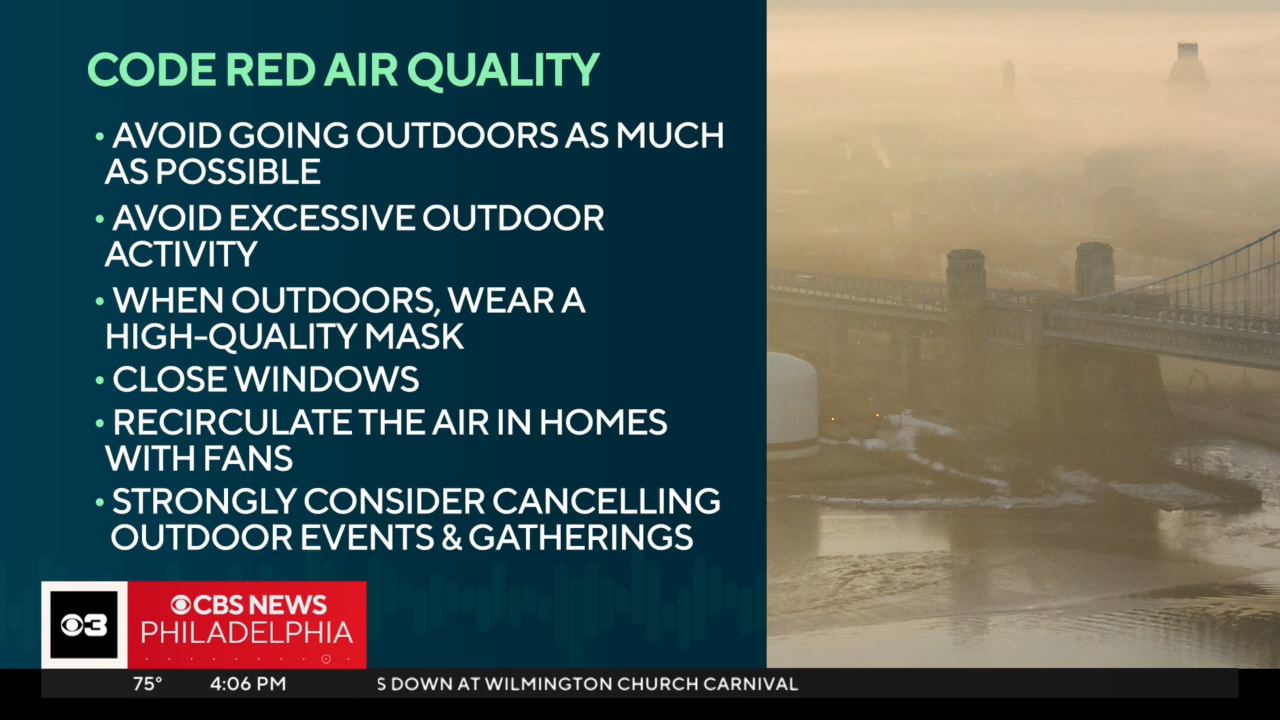 CODE RED AIR QUALITY
• AVOID GOING OUTDOORS AS MUCH
AS POSSIBLE
• AVOID EXCESSIVE OUTDOOR
ACTIVITY
• WHEN OUTDOORS, WEAR A
HIGH-QUALITY MASK
• CLOSE WINDOWS
• RECIRCULATE THE AIR IN HOMES
WITH FANS
• STRONGLY CONSIDER CANCELLING
OUTDOOR EVENTS & GATHERINGS
3
CBS NEWS
PHILADELPHIA
75° 4:06 PM S DOWN AT WILMINGTON CHURCH CARNIVAL